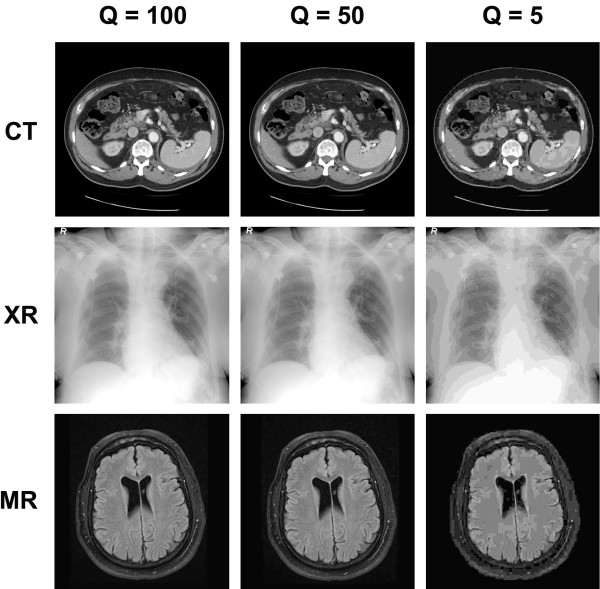 Q = 100 Q = 50 Q = 5
CT
XR
R R R
MR